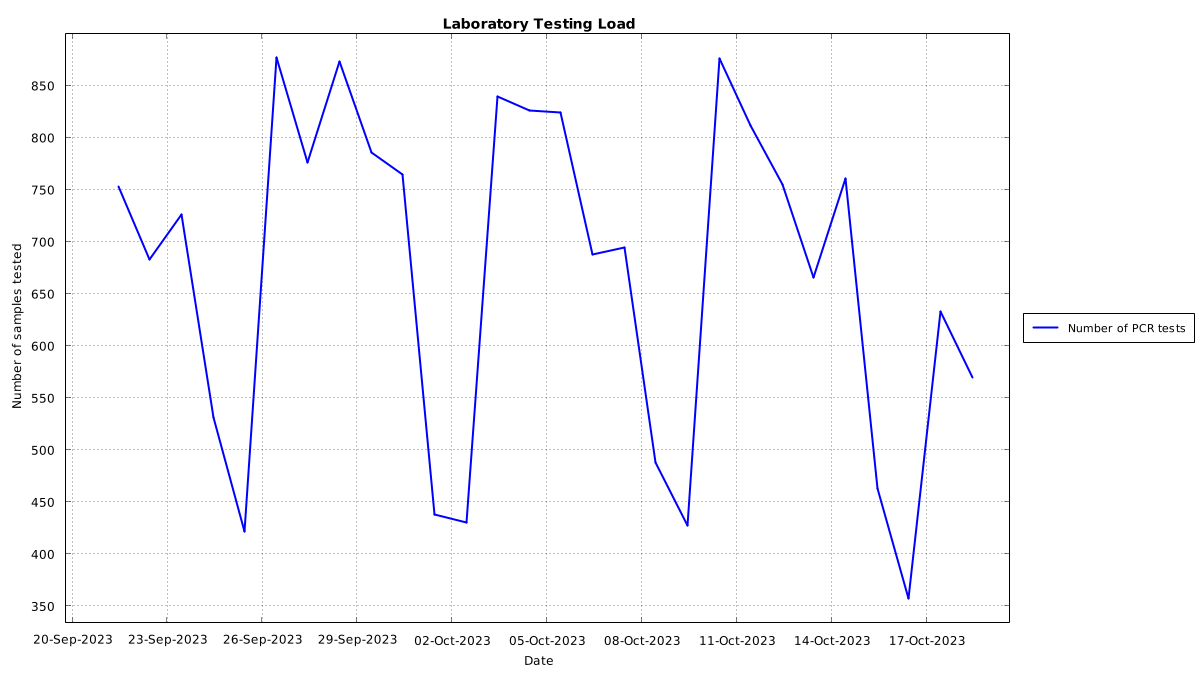 Laboratory Testing Load
850
800
750
700
650
600
550
500
450
400
350
Number of samples tested
20-Sep-2023 23-Sep-2023 26-Sep-2023 29-Sep-2023 02-Oct-2023 05-Oct-2023 08-Oct-2023 11-Oct-2023 14-Oct-2023 17-Oct-2023
Date
Number of PCR tests